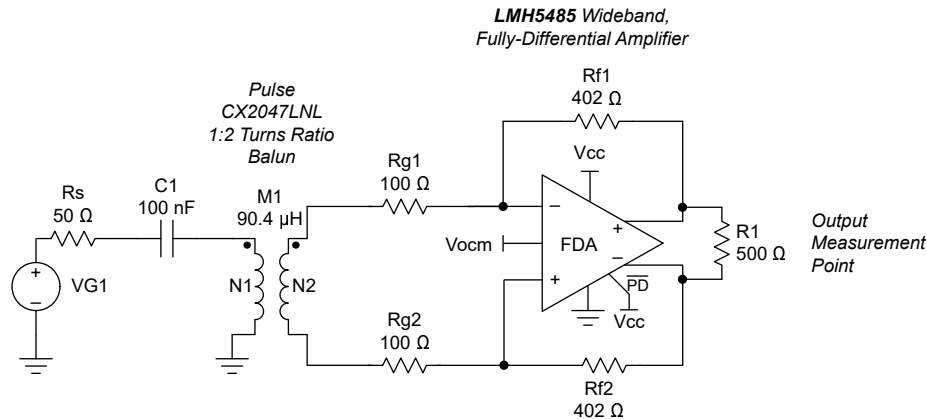 LMH5485 Wideband,
Fully-Differential Amplifier
Rf1
402 Ω
Pulse
CX2047LNL
1:2 Turns Ratio
Balun
Vcc
Rg1
100 Ω
C1
100 nF
M1
90.4 µH
Rs
50 Ω
−
+
R1
500 Ω
Output
Measurement
Point
Vocm
FDA
+
−
VG1
N1
N2
+
−
PD
Vcc
Rg2
100 Ω
Rf2
402 Ω